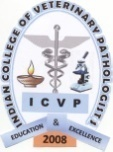 INDIAN COLLEGE OF VETERINARY PATHOLOGISTS
ICVP
EDUCATION & EXCELLENCE
2008